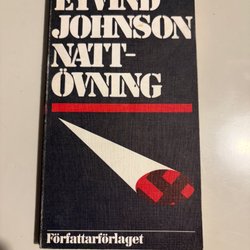 EYVIND
JOHNSON
NATT-
ÖVNING
Författarförlaget